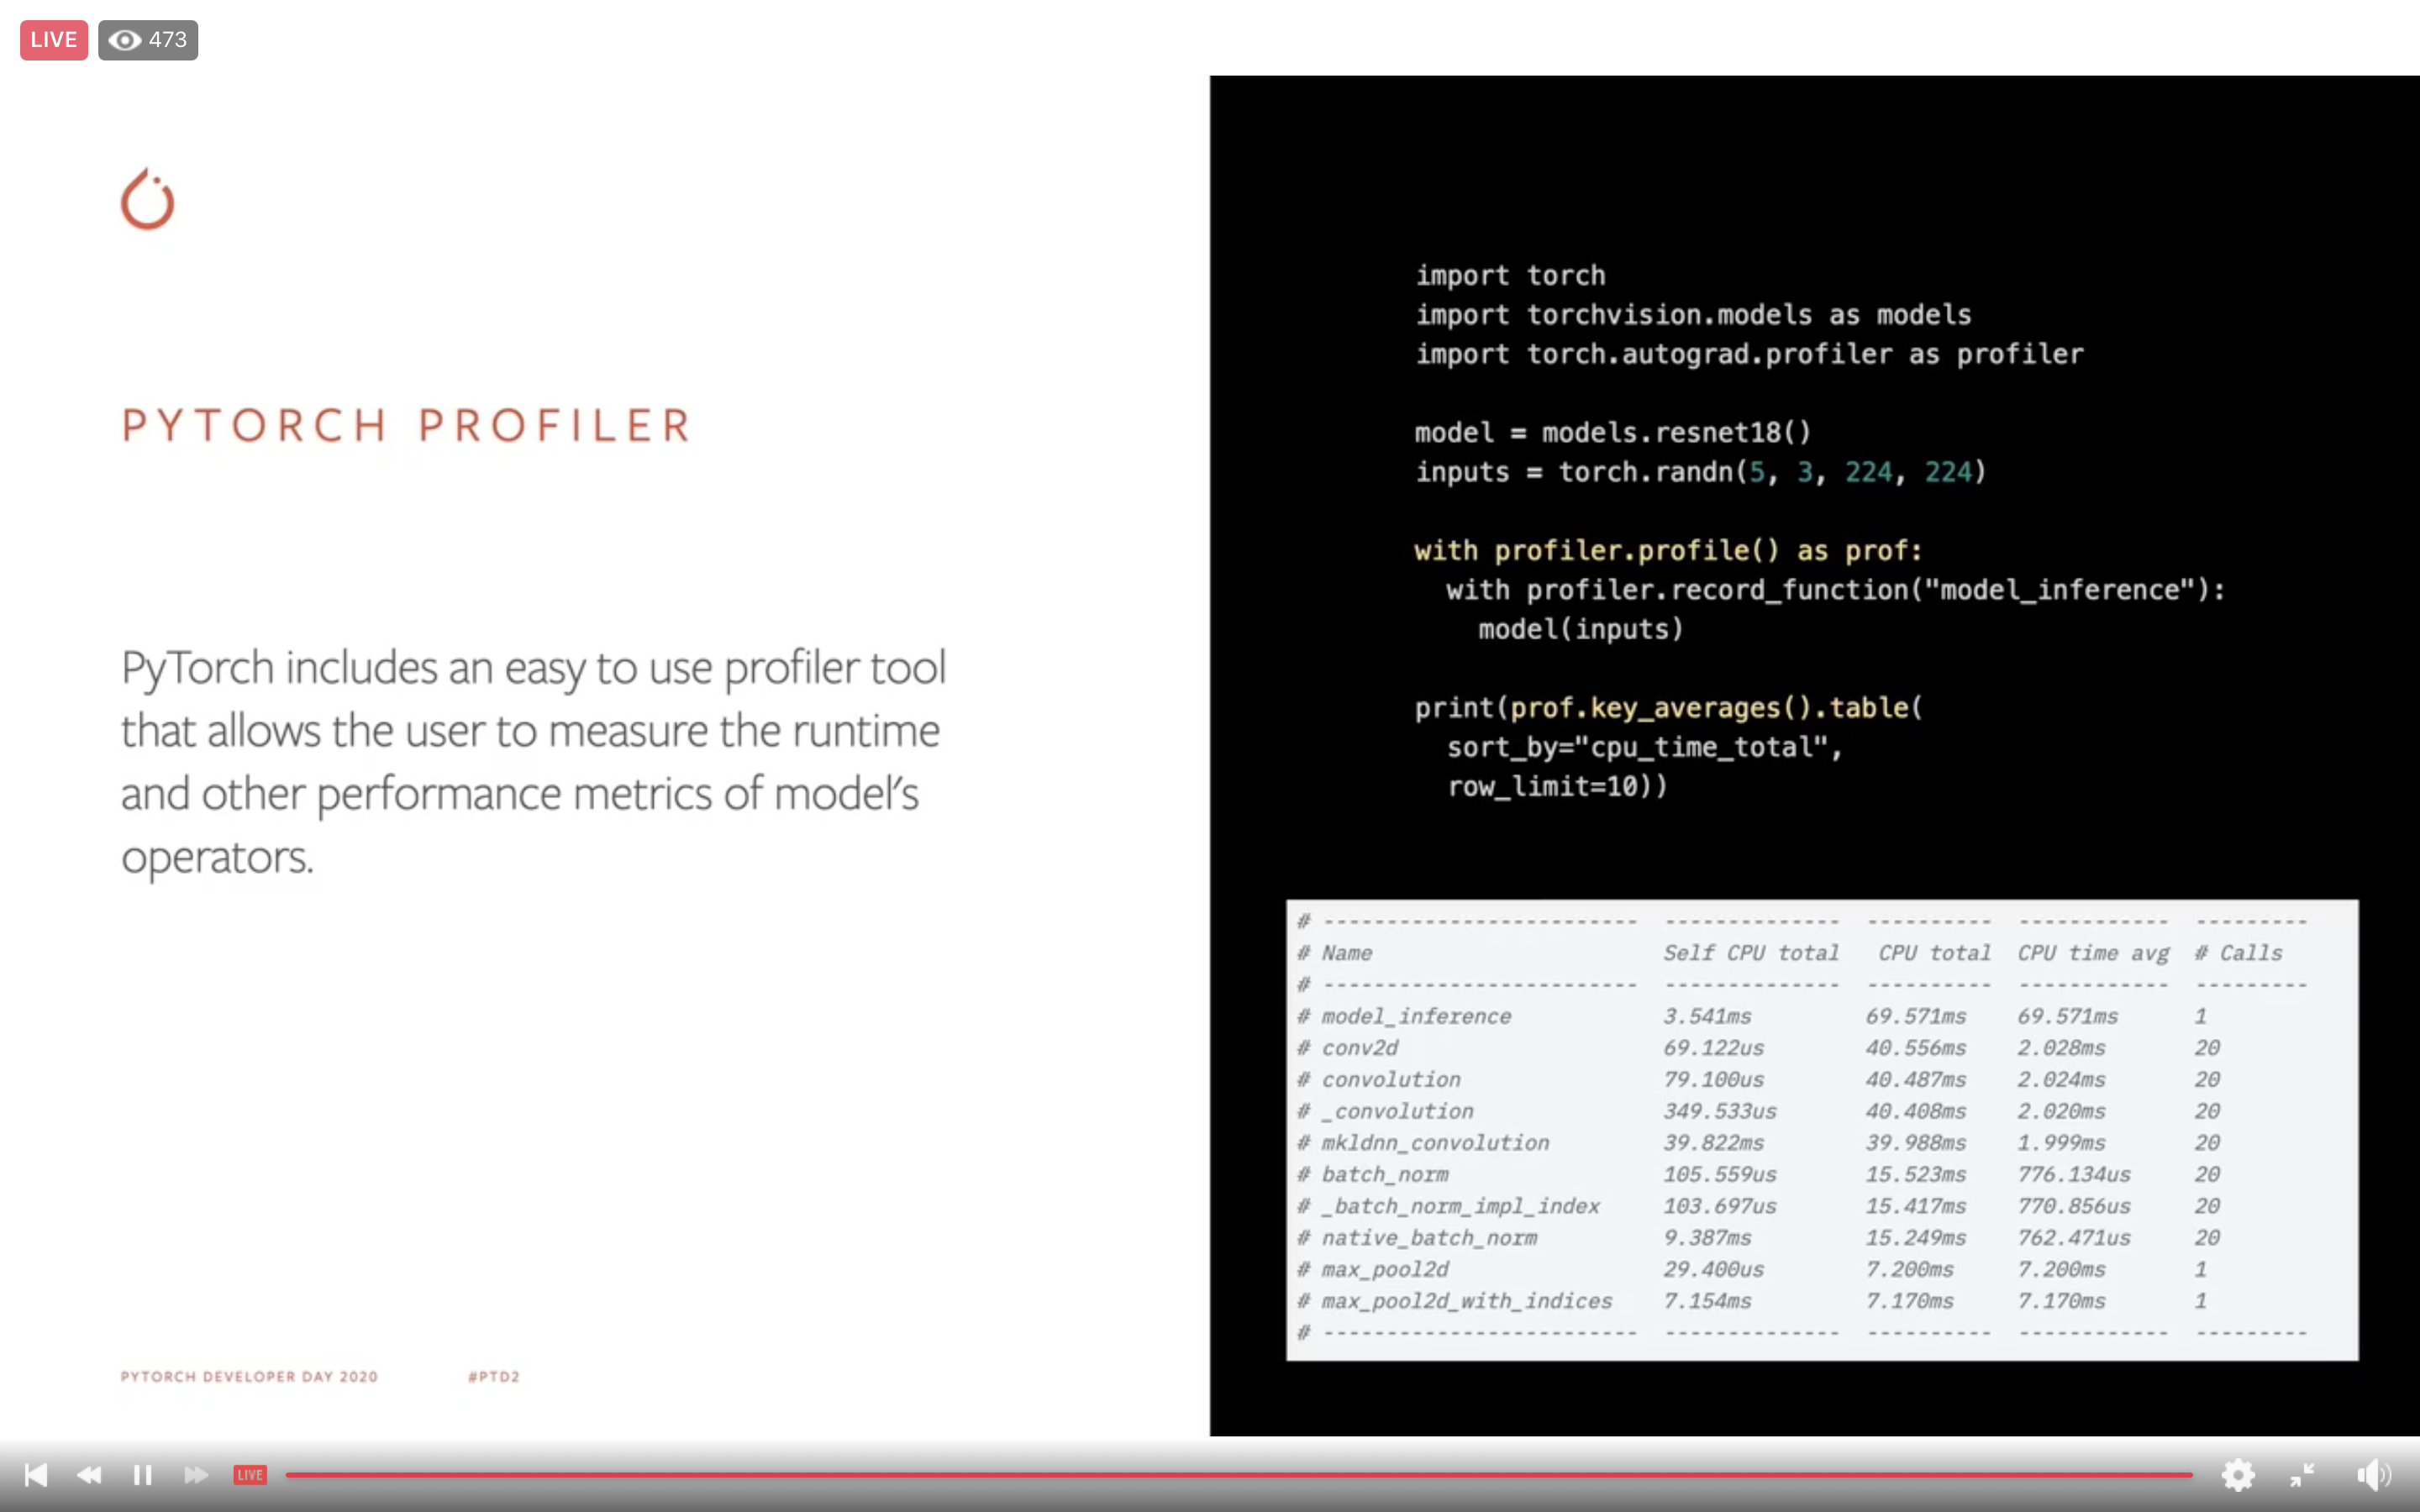 LIVE 473
PYTORCH PROFILER
PyTorch includes an easy to use profiler tool
that allows the user to measure the runtime
and other performance metrics of model's
operators.
PYTORCH DEVELOPER DAY 2020 #PTD2
import torch
import torchvision.models as models
import torch.autograd.profiler as profiler
model = models.resnet18()
inputs = torch.randn(5, 3, 224, 224)
with profiler.profile() as prof:
  with profiler.record_function("model_inference"):
    model(inputs)
print(prof.key_averages().table(
  sort_by="cpu_time_total",
  row_limit=10))
# ------------------------- -------------- ---------- ------------ ---------
# Name Self CPU total CPU total CPU time avg # Calls
# ------------------------- -------------- ---------- ------------ ---------
# model_inference 3.541ms 69.571ms 69.571ms 1
# conv2d 69.122us 40.556ms 2.028ms 20
# convolution 79.100us 40.487ms 2.024ms 20
# _convolution 349.533us 40.408ms 2.020ms 20
# mkldnn_convolution 39.822ms 39.988ms 1.999ms 20
# batch_norm 105.559us 15.523ms 776.134us 20
# _batch_norm_impl_index 103.697us 15.417ms 770.856us 20
# native_batch_norm 9.387ms 15.249ms 762.471us 20
# max_pool2d 29.400us 7.200ms 7.200ms 1
# max_pool2d_with_indices 7.154ms 7.170ms 7.170ms 1
# ------------------------- -------------- ---------- ------------ ---------
LIVE